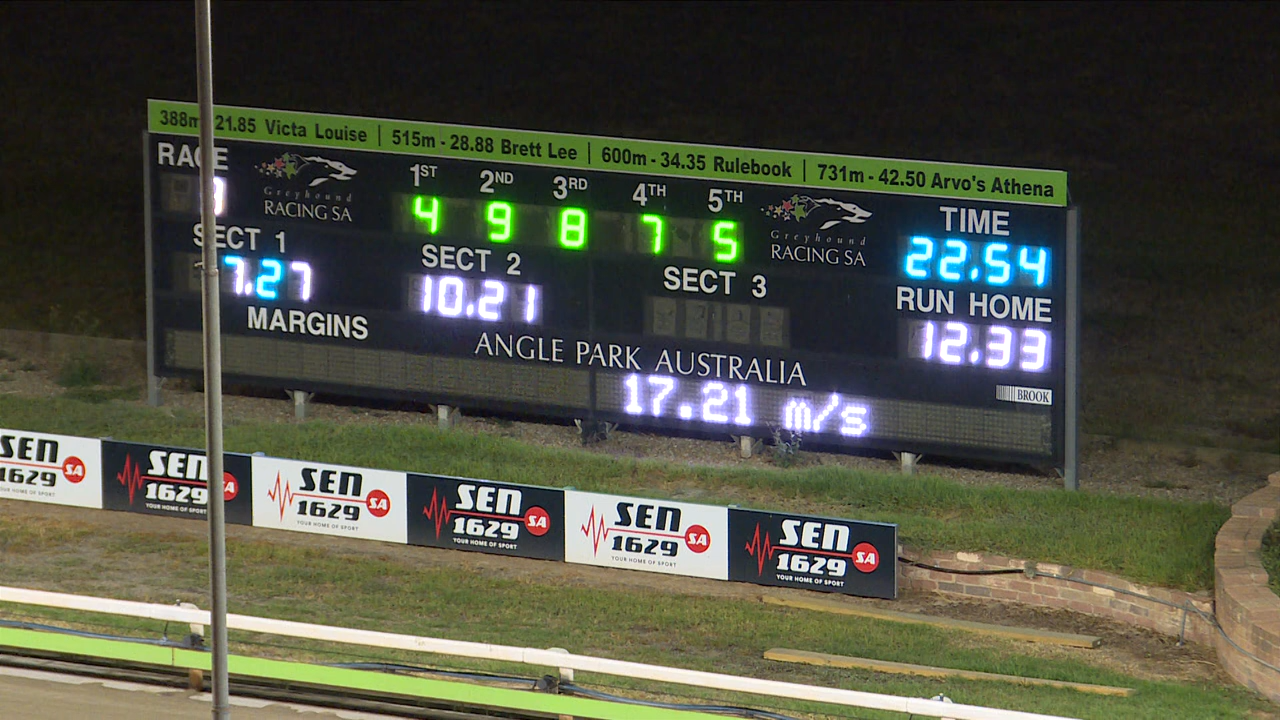 388m 21.85 Victa Louise | 515m - 28.88 Brett Lee | 600m - 34.35 Rulebook | 731m - 42.50 Arvo's Athena
RACE
Greyhound
RACING SA
1ST 2ND 3RD 4TH 5TH
4 9 8 7 5
Greyhound
RACING SA
TIME
22.54
SECT 1
7.27
SECT 2
10.21
SECT 3
RUN HOME
12.33
MARGINS
ANGLE PARK AUSTRALIA
17.21 m/s
BROOK
SEN
1629 SA
YOUR HOME OF SPORT
SEN
1629 SA
YOUR HOME OF SPORT
SEN
1629 SA
YOUR HOME OF SPORT
SEN
1629 SA
YOUR HOME OF SPORT
SEN
1629 SA
YOUR HOME OF SPORT
SEN
1629 SA
YOUR HOME OF SPORT